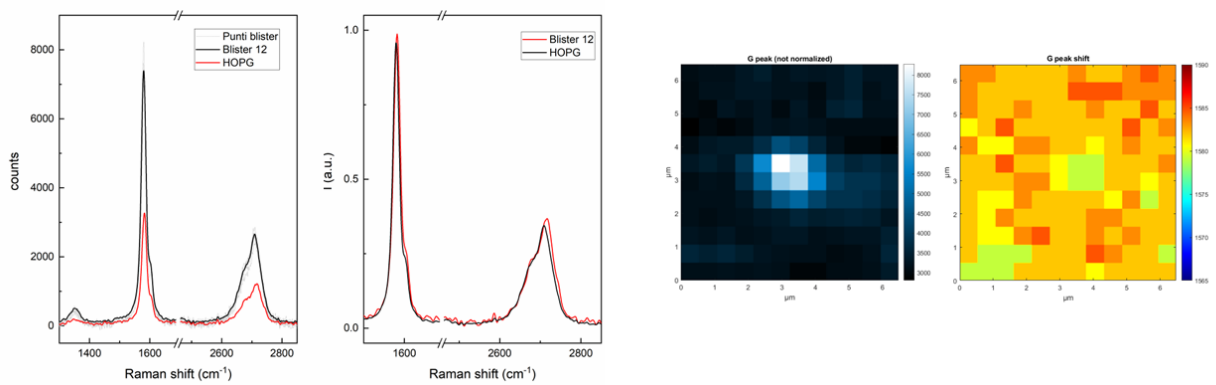 8000
6000
4000
2000
0
counts
1400
1600
2600
2800
Raman shift (cm⁻¹)
Punti blister
Blister 12
HOPG
1.0
0.5
0.0
I (a.u.)
1600
2600
2800
Raman shift (cm⁻¹)
Blister 12
HOPG
G peak (not normalized)
6
5
4
3
2
1
0
µm
0 1 2 3 4 5 6
µm
8000
7500
7000
6500
6000
5500
5000
4500
4000
3500
3000
G peak shift
6
5
4
3
2
1
0
µm
0 1 2 3 4 5 6
µm
1590
1585
1580
1575
1570
1565